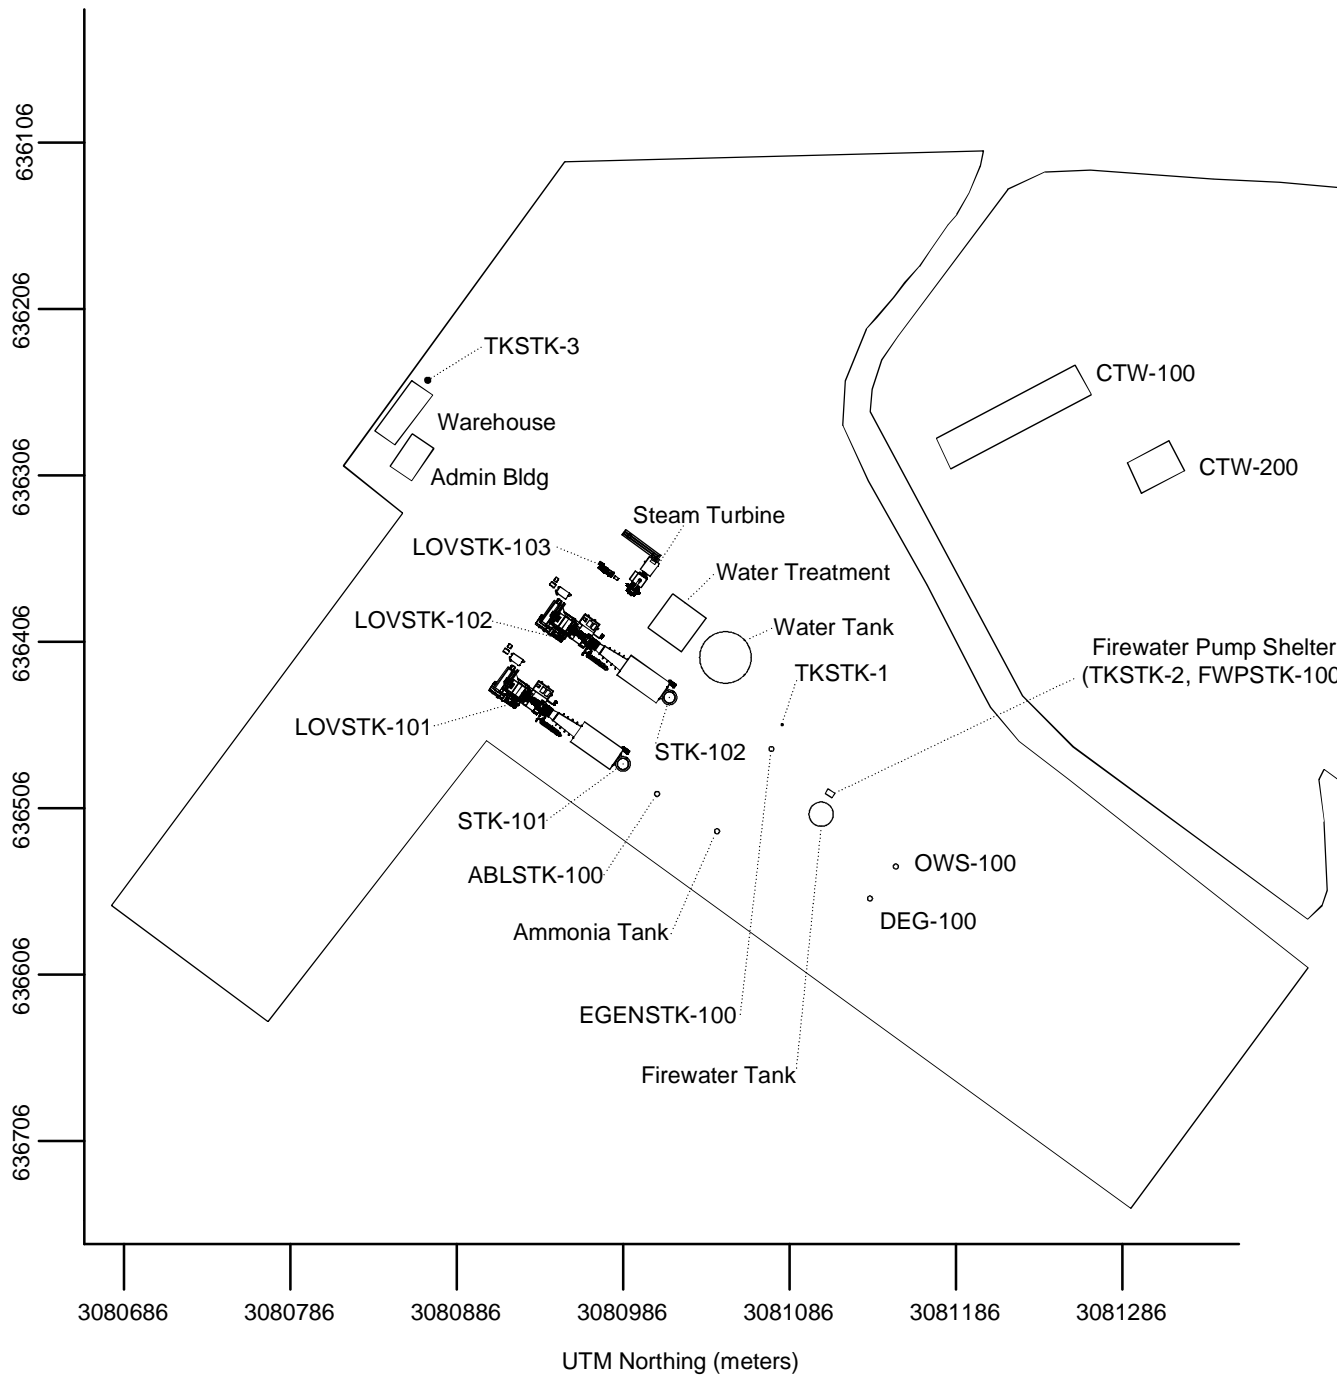 636106
636206
TKSTK-3
CTW-100
Warehouse
636306
Admin Bldg
CTW-200
Steam Turbine
LOVSTK-103
Water Treatment
LOVSTK-102
Water Tank
636406
Firewater Pump Shelter
(TKSTK-2, FWPSTK-100
TKSTK-1
LOVSTK-101
STK-102
636506
STK-101
ABLSTK-100
OWS-100
Ammonia Tank
DEG-100
636606
EGENSTK-100
Firewater Tank
636706
3080686 3080786 3080886 3080986 3081086 3081186 3081286
UTM Northing (meters)